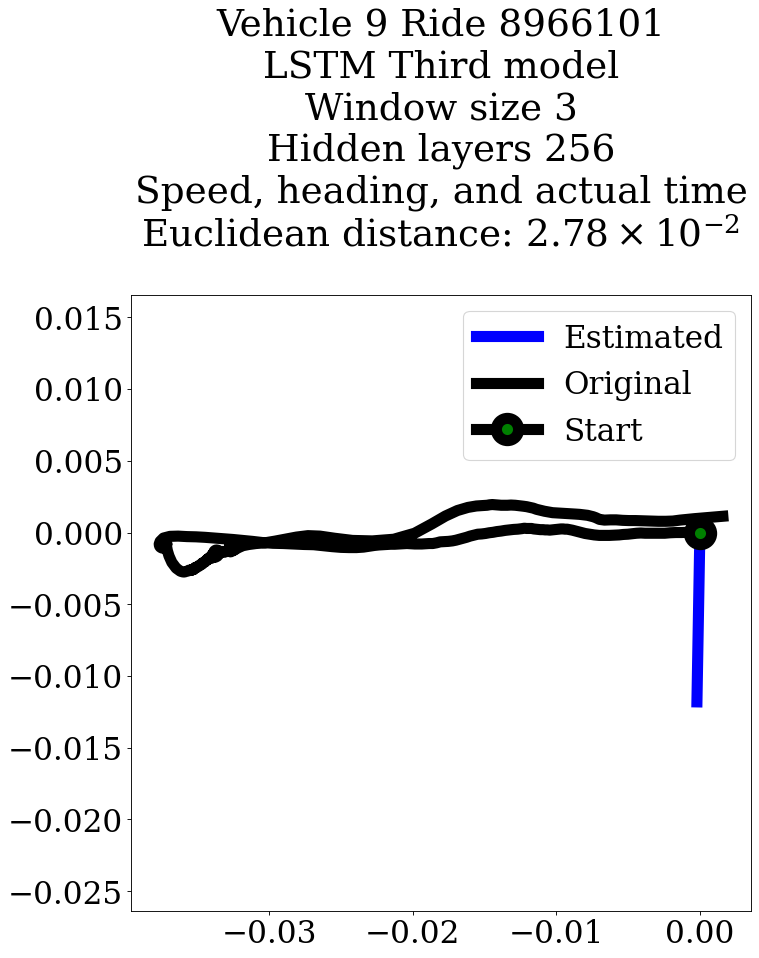 Vehicle 9 Ride 8966101
LSTM Third model
Window size 3
Hidden layers 256
Speed, heading, and actual time
Euclidean distance: 2.78 × 10⁻²
Estimated
Original
Start
0.015
0.010
0.005
0.000
−0.005
−0.010
−0.015
−0.020
−0.025
−0.03 −0.02 −0.01 0.00